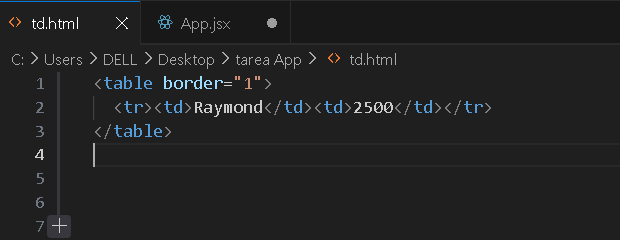 td.html
App.jsx
C: > Users > DELL > Desktop > tarea App > td.html
1 <table border="1">
2 <tr><td>Raymond</td><td>2500</td></tr>
3 </table>
4
5
6
7